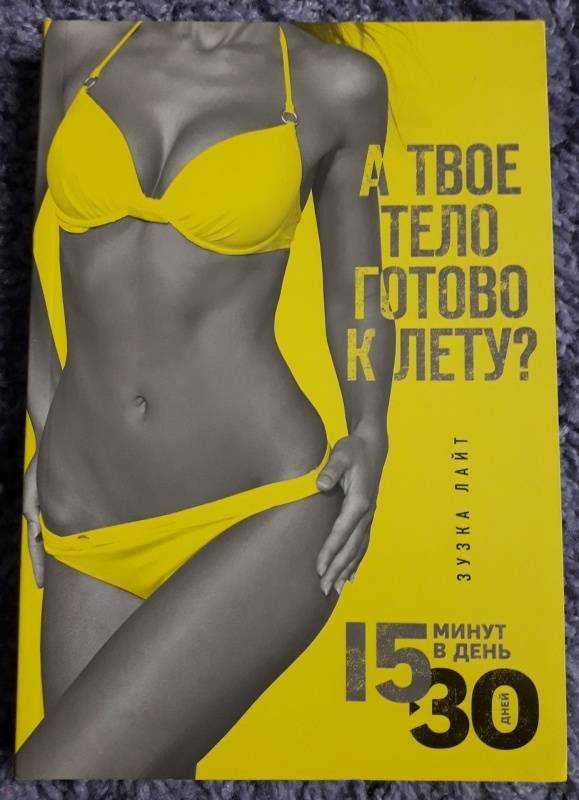 А ТВОЕ
ТЕЛО
ГОТОВО
К ЛЕТУ?
ЗУЗКА ЛАЙТ
15 МИНУТ
В ДЕНЬ
30 ДНЕЙ